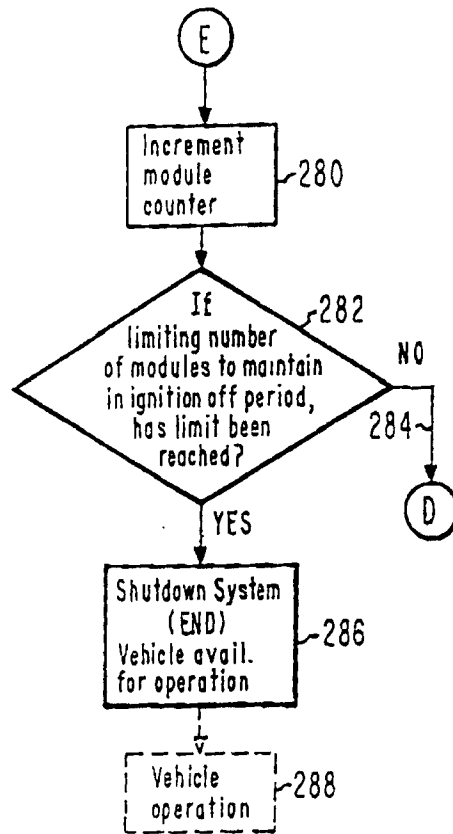 E
Increment
module
counter
280
If
limiting number
of modules to maintain
in ignition off period,
has limit been
reached?
282
NO
284
D
YES
Shutdown System
(END)
Vehicle avail.
for operation
286
Vehicle
operation
288